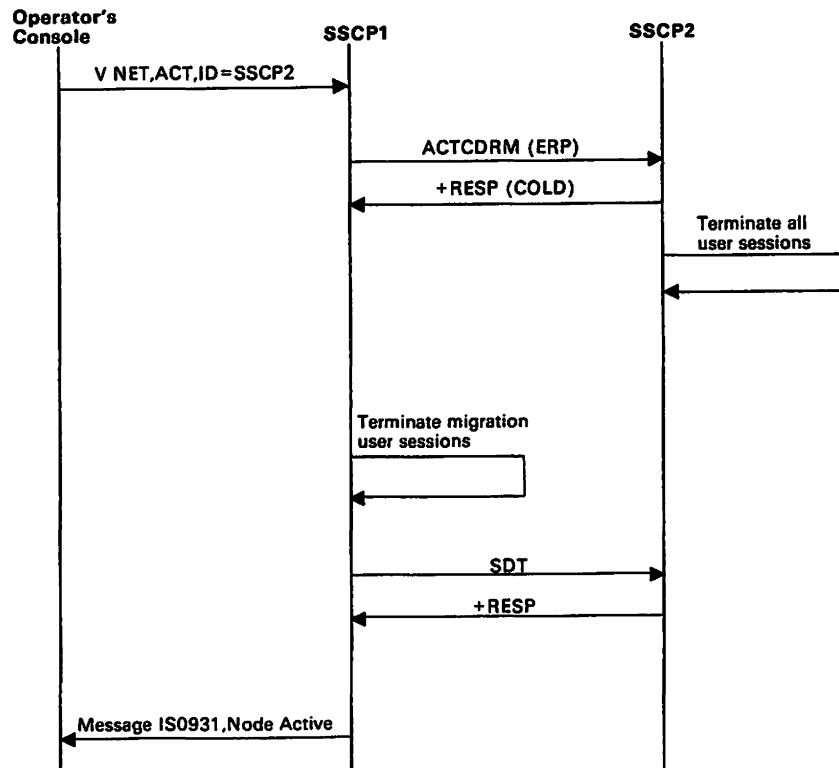 Operator's
Console
SSCP1
SSCP2
V NET,ACT,ID=SSCP2
ACTCDRM (ERP)
+RESP (COLD)
Terminate all
user sessions
Terminate migration
user sessions
SDT
+RESP
Message IS0931,Node Active